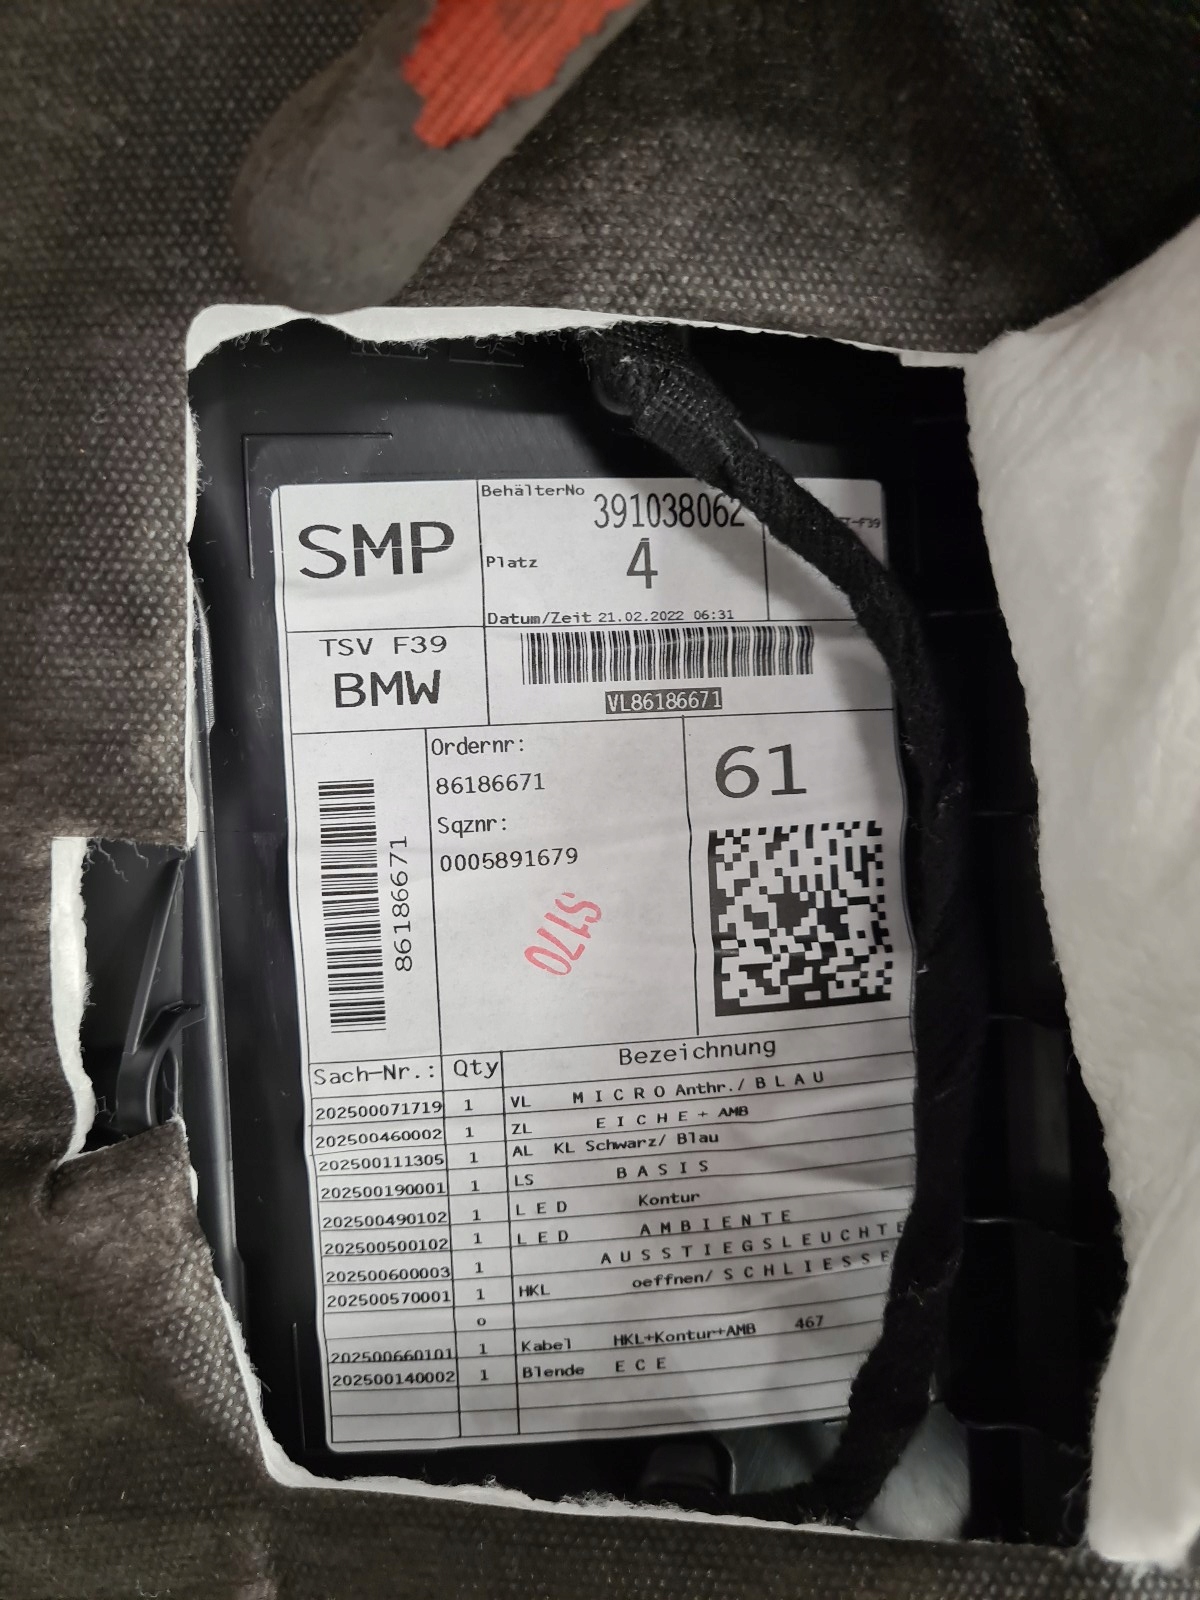 SMP
BehälterNo 391038062
Platz 4
Datum/Zeit 21.02.2022 06:31
TSV F39
BMW
VL86186671
Ordernr:
86186671
Sqznr:
0005891679
61
86186671
S170
Sach-Nr.: Qty Bezeichnung
202500071719 1 VL MICRO Anthr./ BLAU
202500460002 1 ZL EICHE + AMB
202500111305 1 AL KL Schwarz/ Blau
202500190001 1 LS BASIS
202500490102 1 LED Kontur
202500500102 1 LED AMBIENTE
202500600003 1 AUSSTIEGSLEUCHTE
202500570001 1 HKL oeffnen/ SCHLIESSE
0
202500660101 1 Kabel HKL+Kontur+AMB 467
202500140002 1 Blende ECE